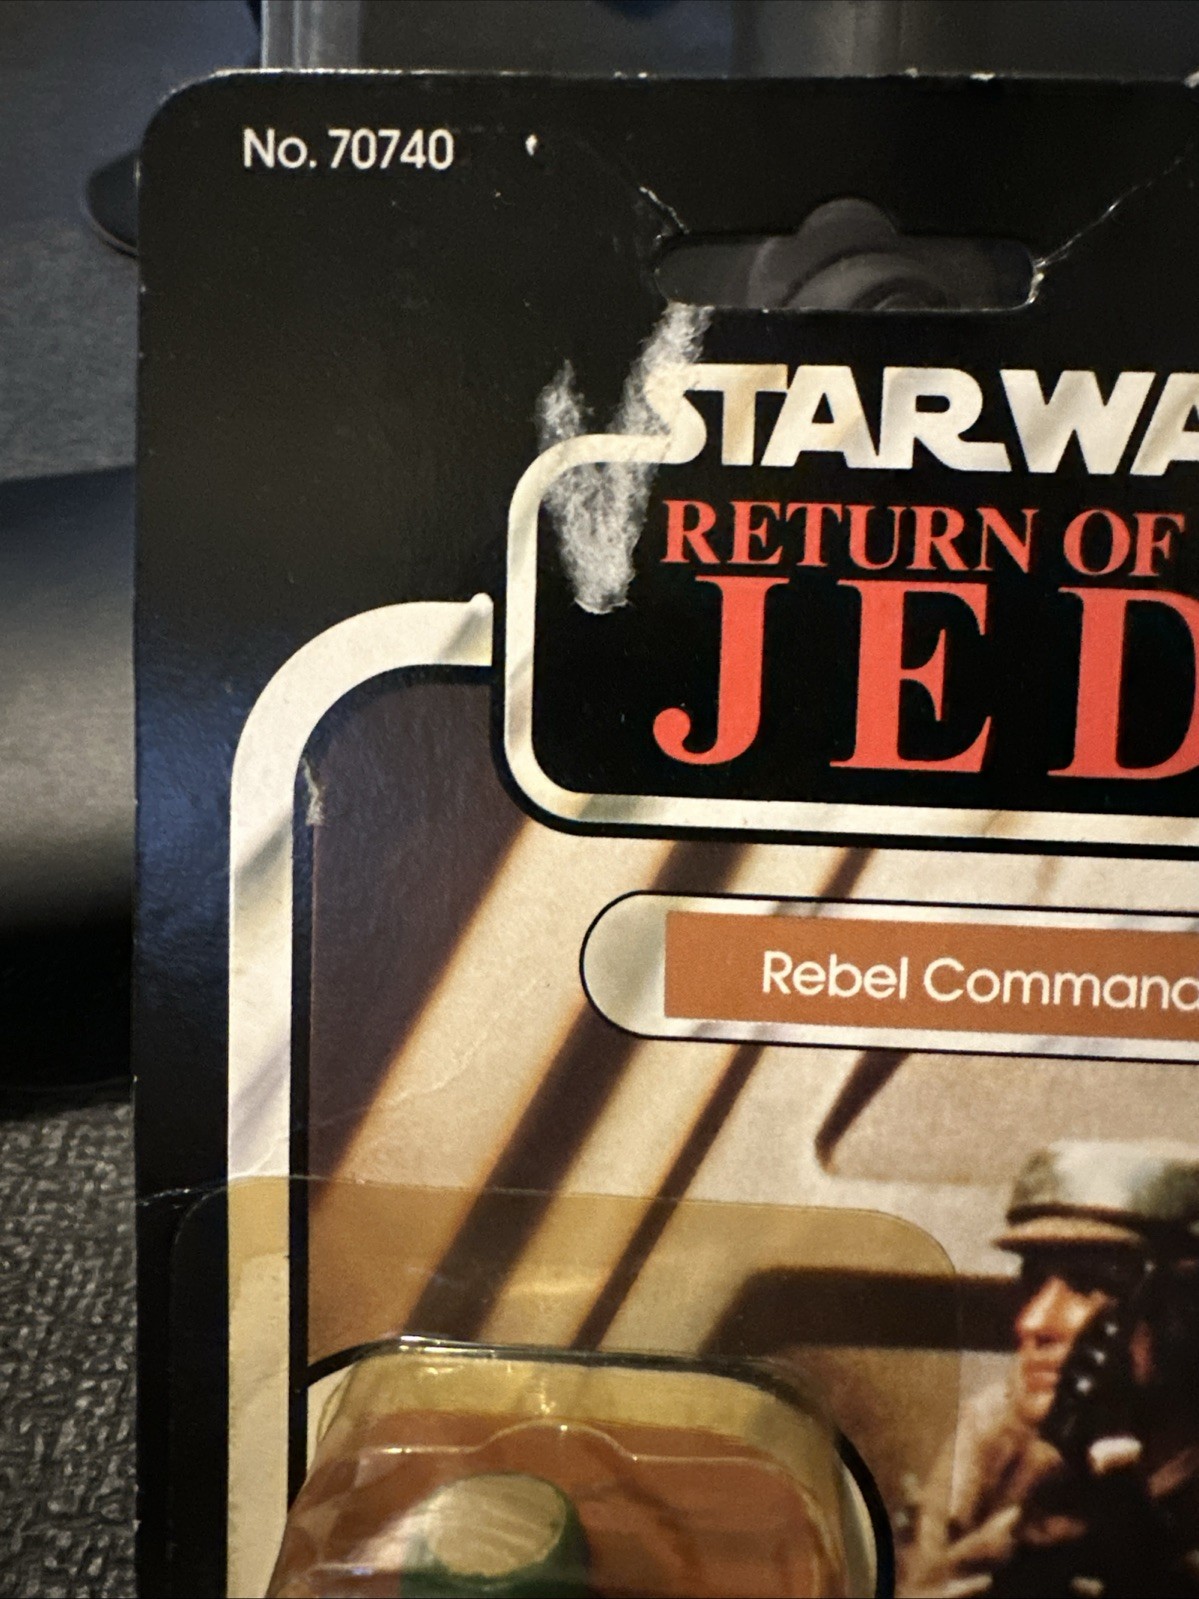 No. 70740
STAR WA
RETURN OF
JED
Rebel Command